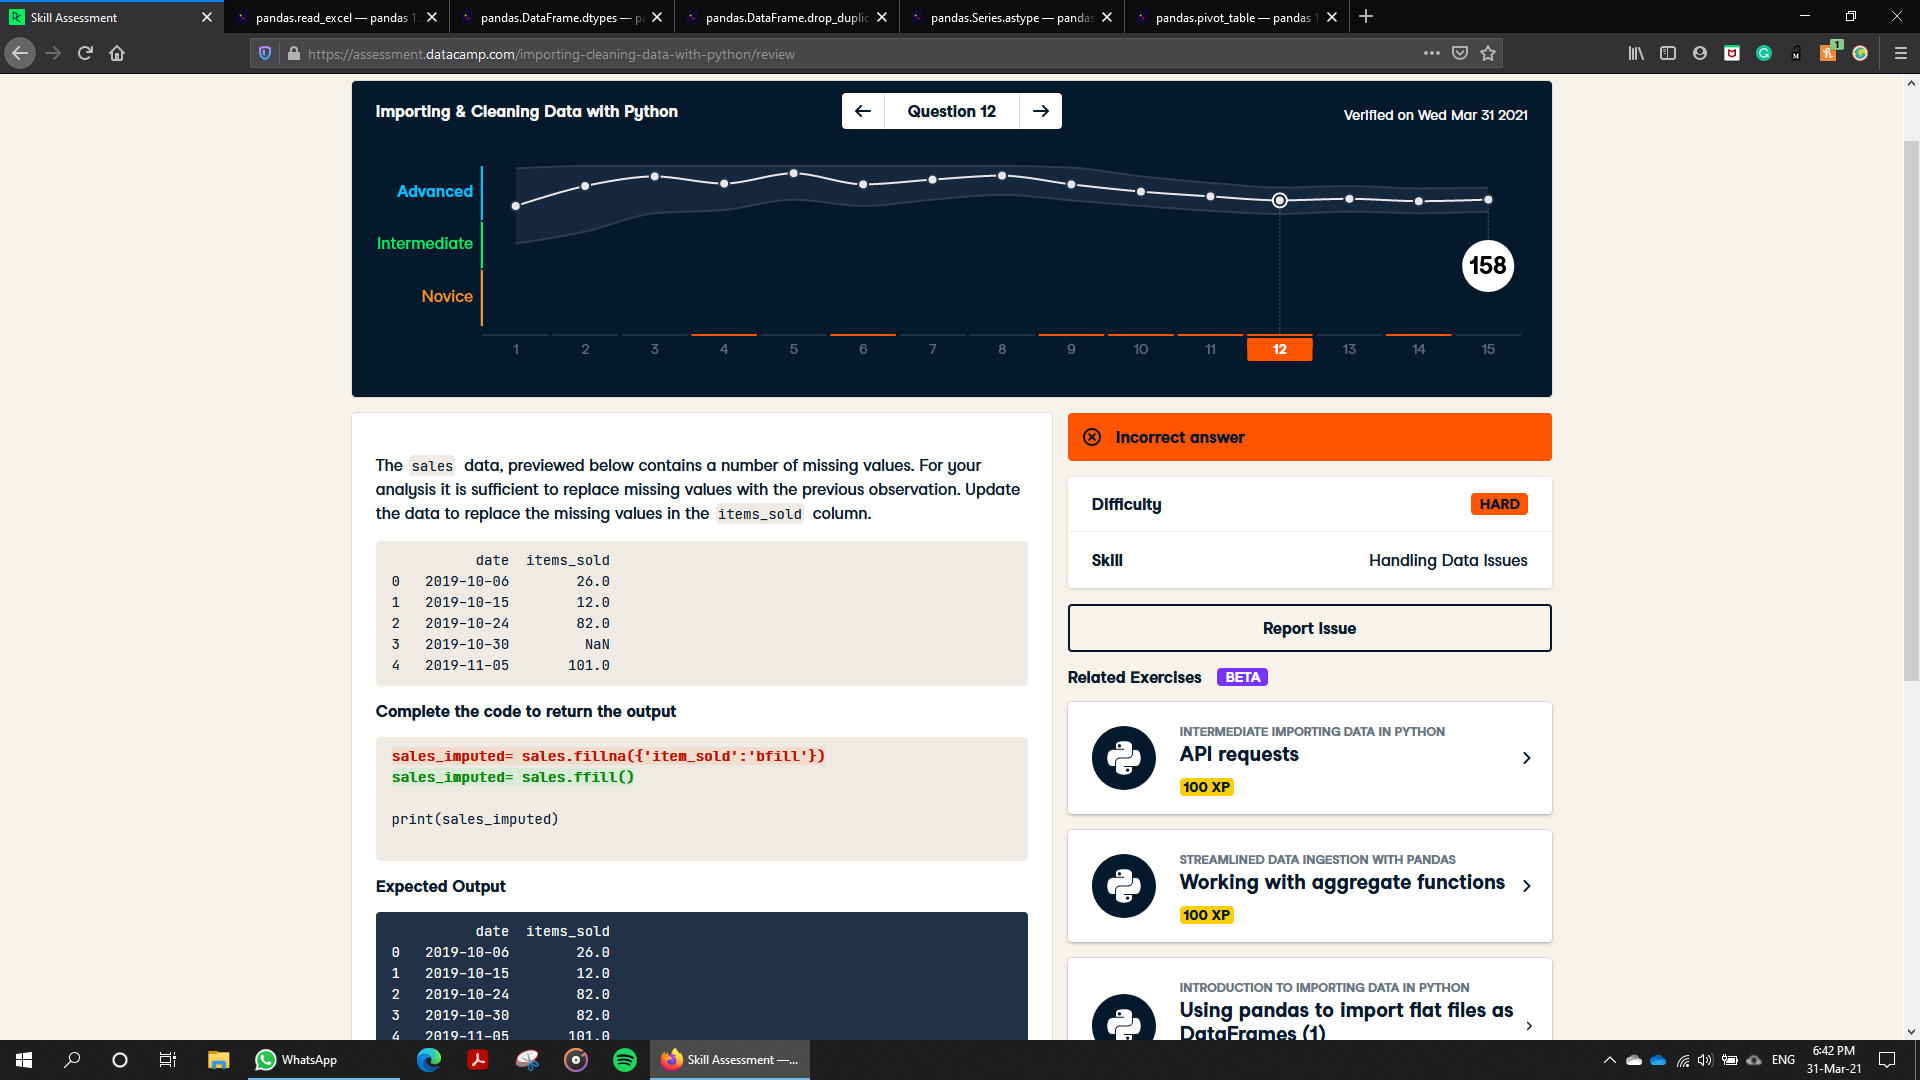 Skill Assessment
pandas.read_excel — pandas 1.
pandas.DataFrame.dtypes — pa
pandas.DataFrame.drop_duplic
pandas.Series.astype — pandas
pandas.pivot_table — pandas 1
https://assessment.datacamp.com/importing-cleaning-data-with-python/review
1
Importing & Cleaning Data with Python
Question 12
Verified on Wed Mar 31 2021
Advanced
Intermediate
Novice
158
1 2 3 4 5 6 7 8 9 10 11 12 13 14 15
The sales data, previewed below contains a number of missing values. For your
analysis it is sufficient to replace missing values with the previous observation. Update
the data to replace the missing values in the items_sold column.
date items_sold
0 2019-10-06 26.0
1 2019-10-15 12.0
2 2019-10-24 82.0
3 2019-10-30 NaN
4 2019-11-05 101.0
Complete the code to return the output
sales_imputed= sales.fillna({'item_sold':'bfill'})
sales_imputed= sales.ffill()
print(sales_imputed)
Expected Output
date items_sold
0 2019-10-06 26.0
1 2019-10-15 12.0
2 2019-10-24 82.0
3 2019-10-30 82.0
4 2019-11-05 101.0
Incorrect answer
Difficulty
HARD
Skill
Handling Data Issues
Report Issue
Related Exercises BETA
INTERMEDIATE IMPORTING DATA IN PYTHON
API requests
100 XP
STREAMLINED DATA INGESTION WITH PANDAS
Working with aggregate functions
100 XP
INTRODUCTION TO IMPORTING DATA IN PYTHON
Using pandas to import flat files as
DataFrames (1)
WhatsApp
Skill Assessment —...
ENG
6:42 PM
31-Mar-21